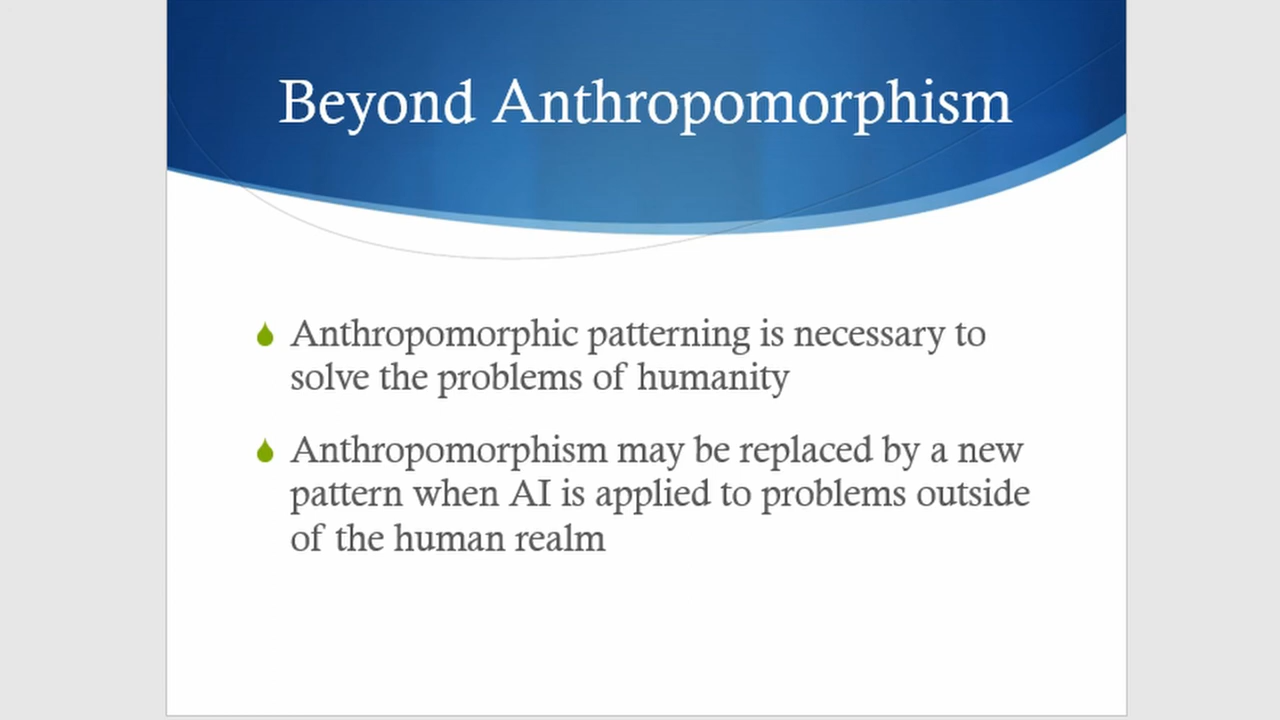 Beyond Anthropomorphism
Anthropomorphic patterning is necessary to
solve the problems of humanity
Anthropomorphism may be replaced by a new
pattern when AI is applied to problems outside
of the human realm